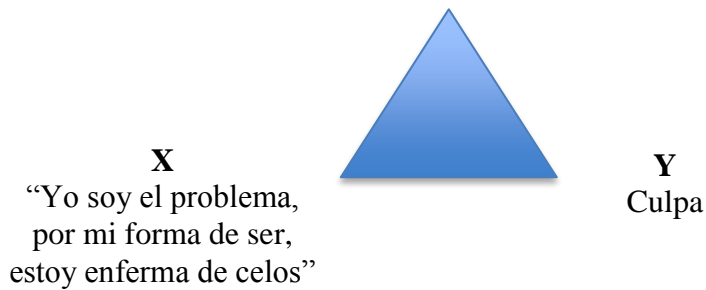 X
“Yo soy el problema,
por mi forma de ser,
estoy enferma de celos”
Y
Culpa